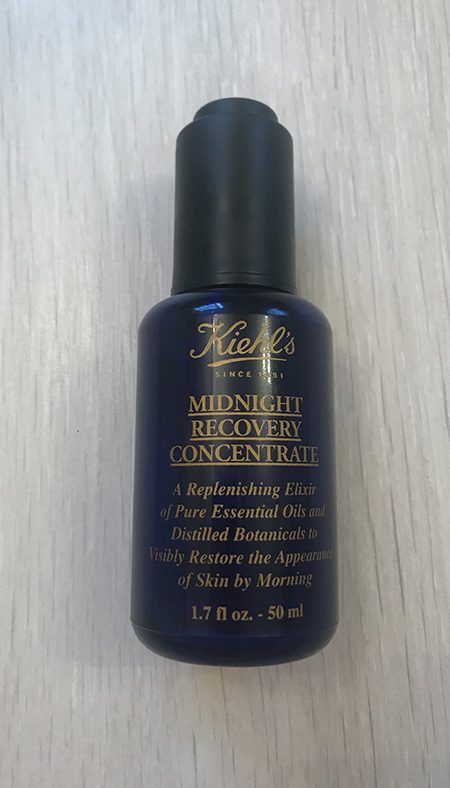 Kiehl's
SINCE 1851
MIDNIGHT
RECOVERY
CONCENTRATE
A Replenishing Elixir
of Pure Essential Oils and
Distilled Botanicals to
Visibly Restore the Appearance
of Skin by Morning
1.7 fl oz. - 50 ml